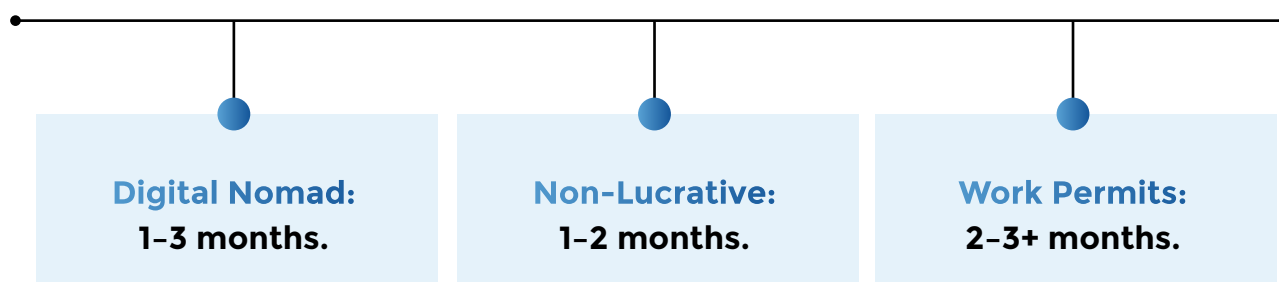 Digital Nomad:
1–3 months.
Non-Lucrative:
1–2 months.
Work Permits:
2–3+ months.